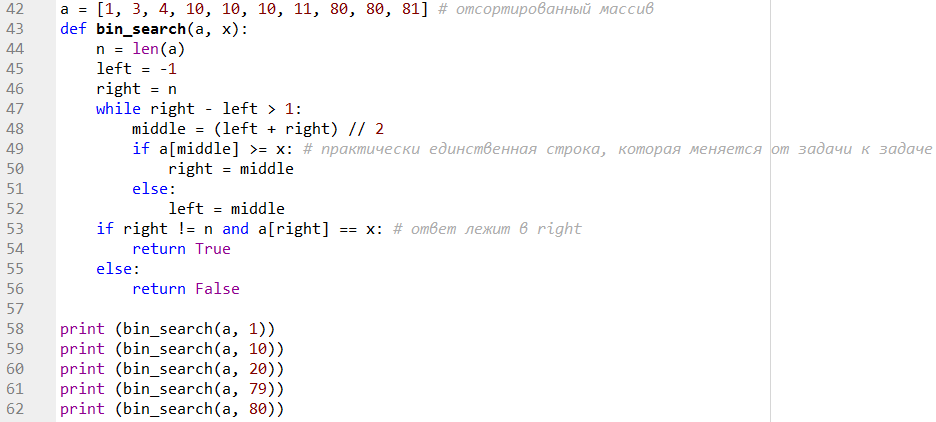 42 a = [1, 3, 4, 10, 10, 10, 11, 80, 80, 81] # отсортированный массив
43 def bin_search(a, x):
44     n = len(a)
45     left = -1
46     right = n
47     while right - left > 1:
48         middle = (left + right) // 2
49         if a[middle] >= x: # практически единственная строка, которая меняется от задачи к задаче
50             right = middle
51         else:
52             left = middle
53     if right != n and a[right] == x: # ответ лежит в right
54         return True
55     else:
56         return False
57
58 print (bin_search(a, 1))
59 print (bin_search(a, 10))
60 print (bin_search(a, 20))
61 print (bin_search(a, 79))
62 print (bin_search(a, 80))